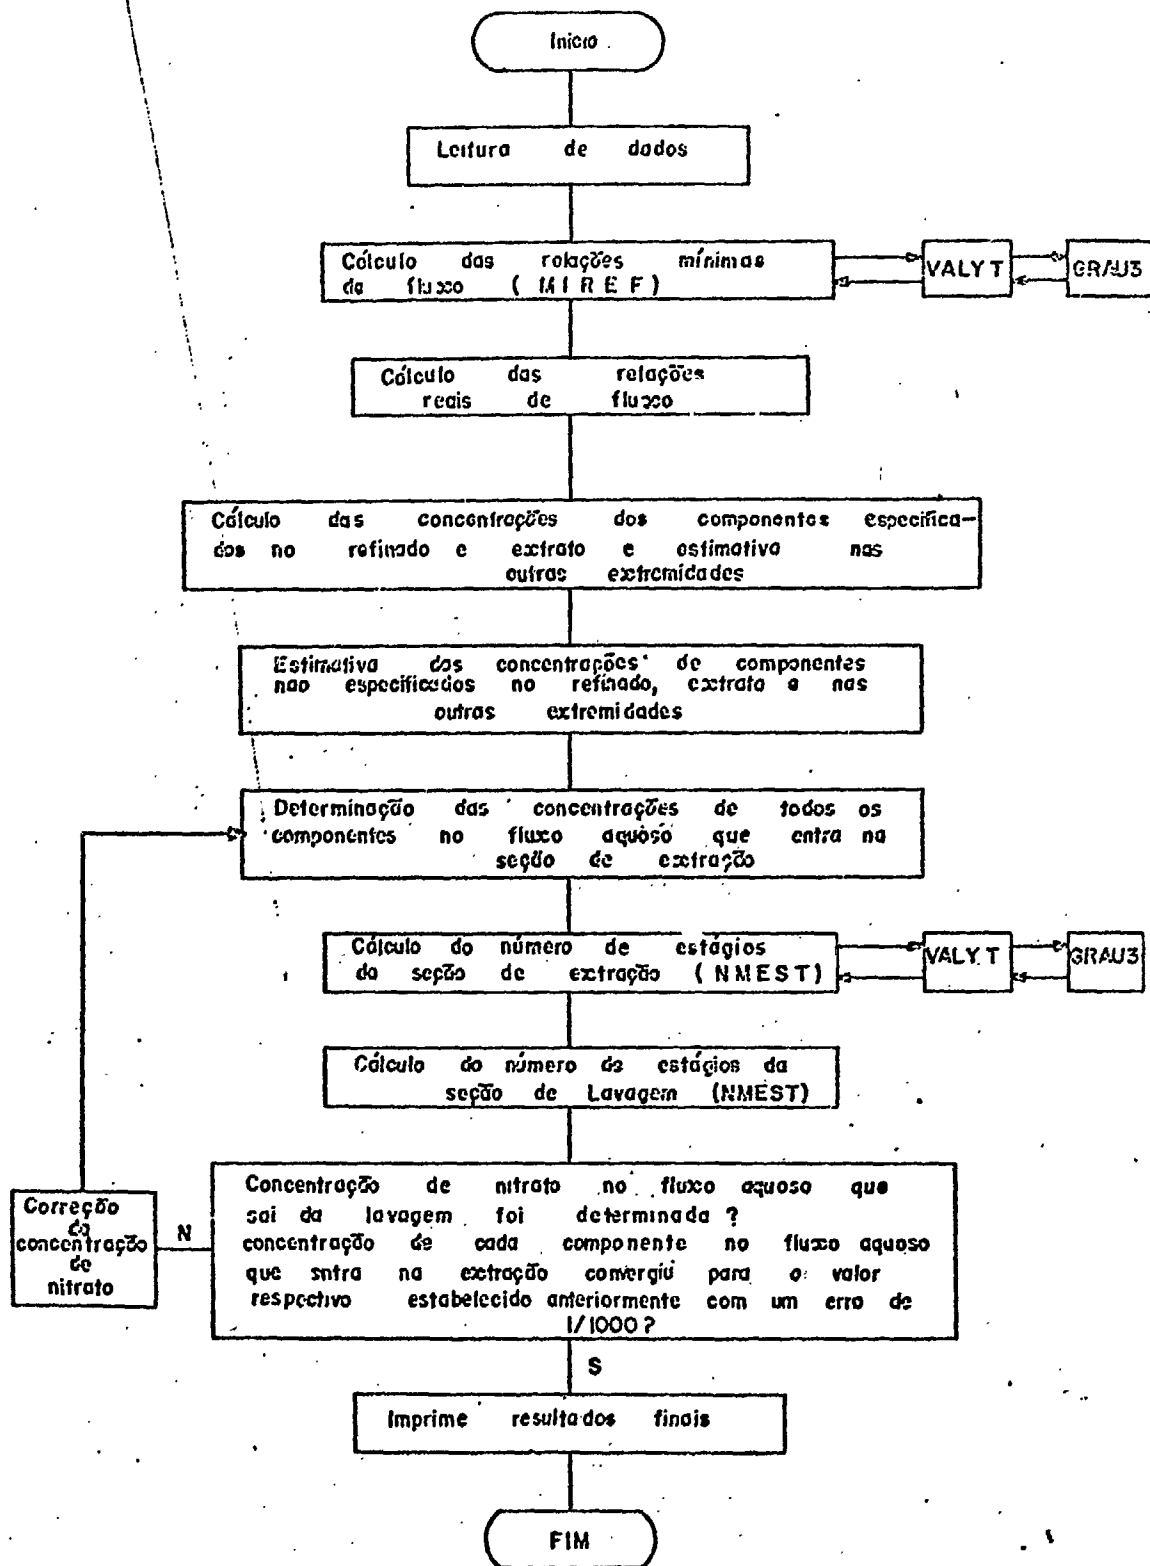 Início
Leitura de dados
Cálculo das relações mínimas
de fluxo (MIREF)
VALYT
GRAU3
Cálculo das relações
reais de fluxo
Cálculo das concentrações dos componentes especifica-
dos no refinado e extrato e estimativa nas
outras extremidades
Estimativa das concentrações de componentes
nao especificados no refinado, extrato e nas
outras extremidades
Determinação das concentrações de todos os
componentes no fluxo aquoso que entra na
seção de extração
Cálculo do número de estágios
da seção de extração (NMEST)
VALYT
GRAU3
Cálculo do número de estágios da
seção de Lavagem (NMEST)
Concentração de nitrato no fluxo aquoso que
sai da lavagem foi determinada ?
concentração de cada componente no fluxo aquoso
que entra na extração convergiu para o valor
respectivo estabelecido anteriormente com um erro de
1/1000 ?
N
Correção
da
concentração
de
nitrato
S
Imprime resultados finais
FIM